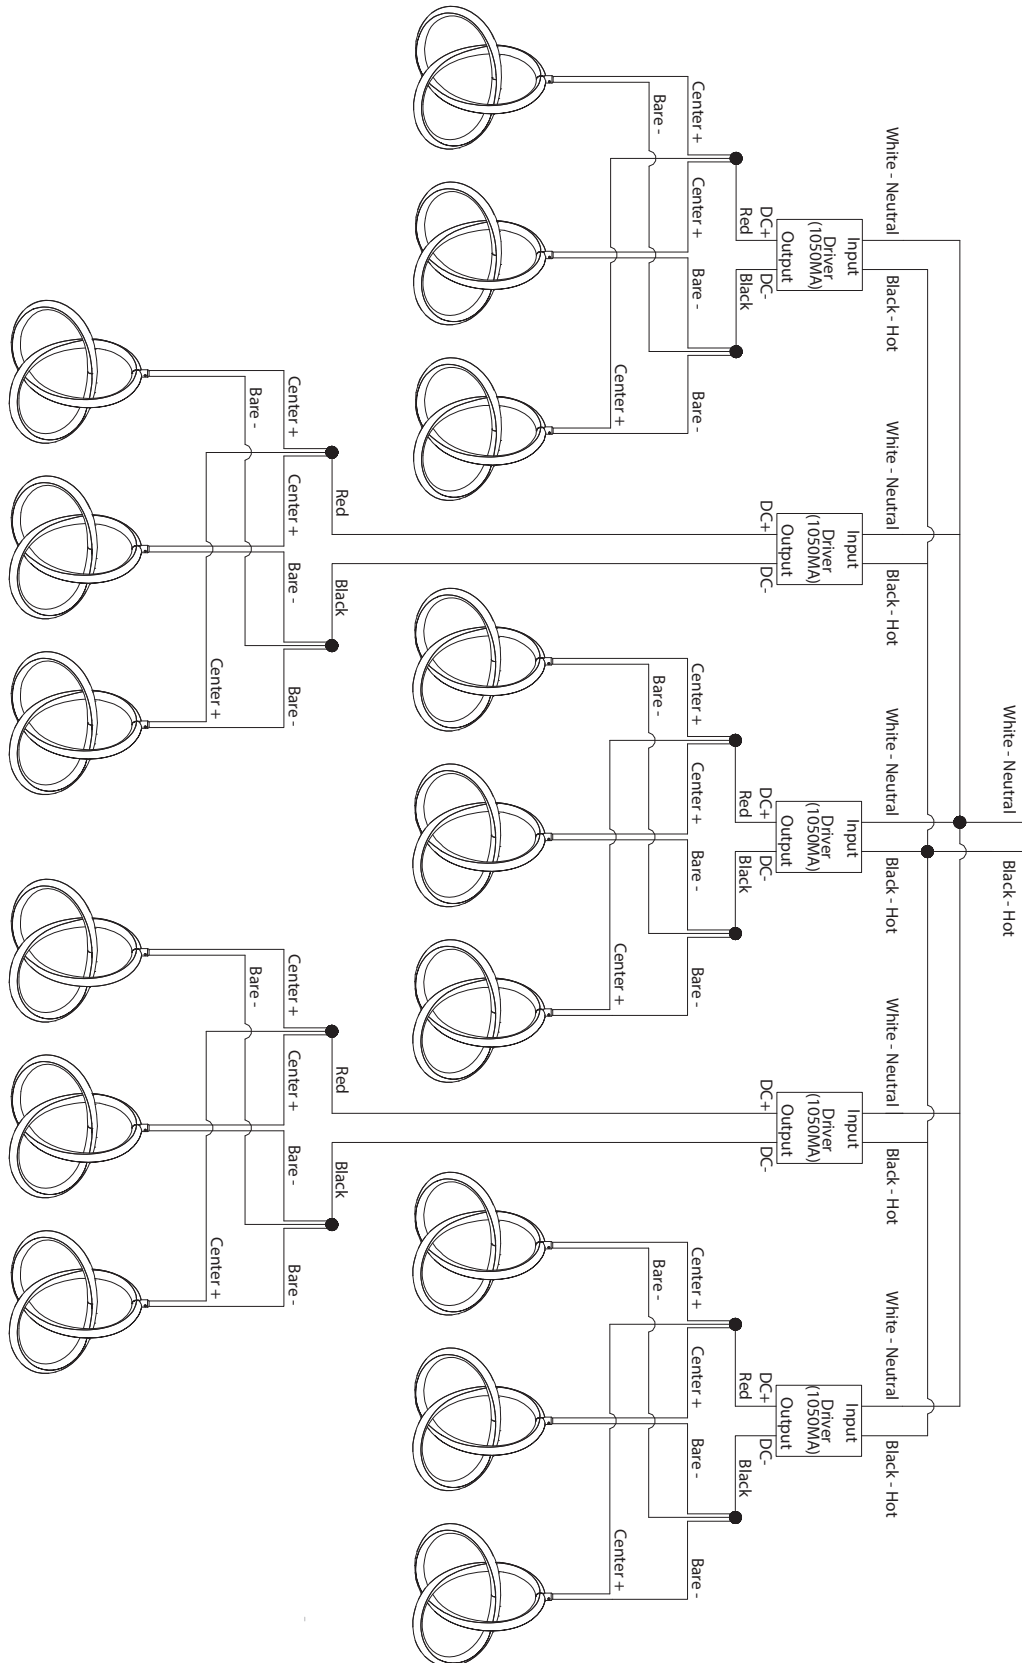 White - Neutral
Black - Hot
White - Neutral
Black - Hot
White - Neutral
Black - Hot
White - Neutral
Black - Hot
White - Neutral
Black - Hot
White - Neutral
Black - Hot
Input
Driver
(1050MA)
Output
Input
Driver
(1050MA)
Output
Input
Driver
(1050MA)
Output
Input
Driver
(1050MA)
Output
Input
Driver
(1050MA)
Output
DC+
DC-
DC+
DC-
DC+
DC-
DC+
DC-
DC+
DC-
Red
Black
Red
Black
Red
Black
Center +
Center +
Bare -
Bare -
Center +
Center +
Bare -
Bare -
Center +
Center +
Bare -
Bare -
Bare -
Bare -
Bare -
Center +
Center +
Center +
Red
Black
Red
Black
Center +
Center +
Bare -
Bare -
Center +
Center +
Bare -
Bare -
Bare -
Bare -
Center +
Center +